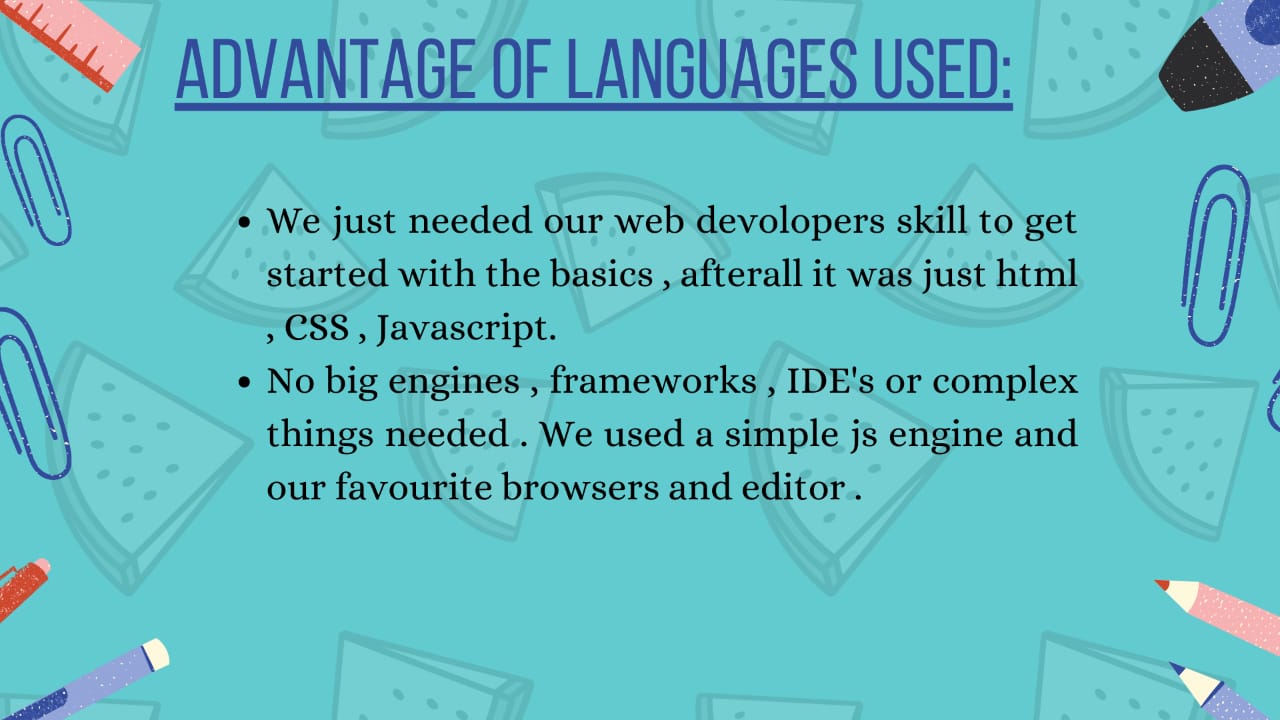 ADVANTAGE OF LANGUAGES USED:
• We just needed our web devolopers skill to get
started with the basics , afterall it was just html
, CSS , Javascript.
• No big engines , frameworks , IDE's or complex
things needed . We used a simple js engine and
our favourite browsers and editor .